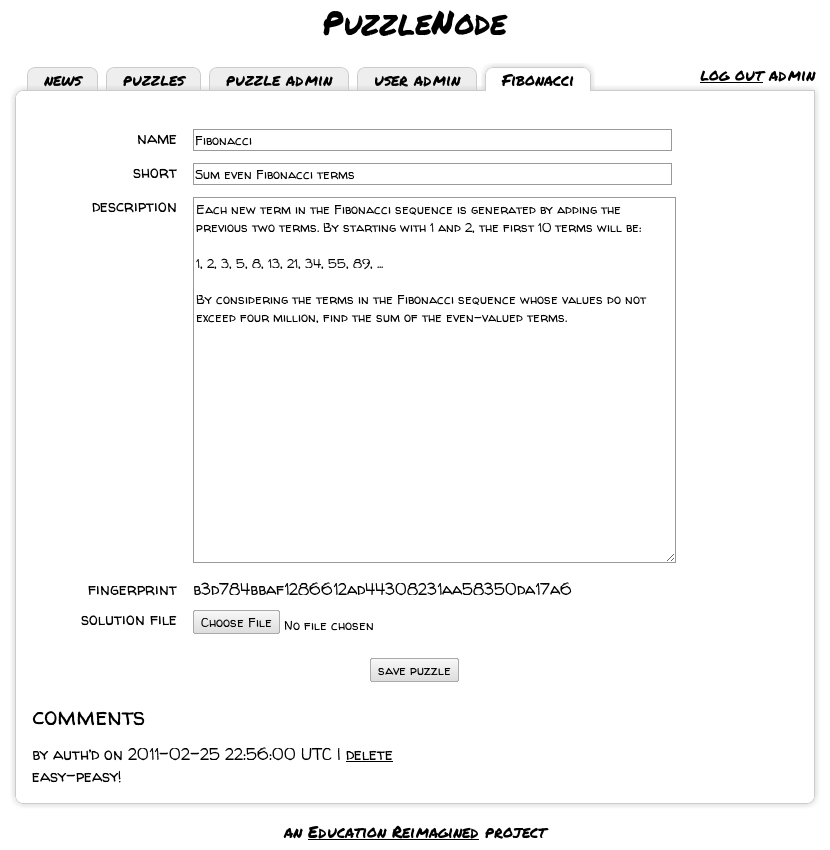 PuzzleNode
news puzzles puzzle admin user admin Fibonacci log out admin
name Fibonacci
short Sum even Fibonacci terms
description Each new term in the Fibonacci sequence is generated by adding the
previous two terms. By starting with 1 and 2, the first 10 terms will be:
1, 2, 3, 5, 8, 13, 21, 34, 55, 89, ...
By considering the terms in the Fibonacci sequence whose values do not
exceed four million, find the sum of the even-valued terms.
fingerprint b3d784bbaf1286612ad44308231aa58350da17a6
solution file Choose File No file chosen
save puzzle
comments
by auth'd on 2011-02-25 22:56:00 UTC | delete
easy-peasy!
an Education Reimagined project